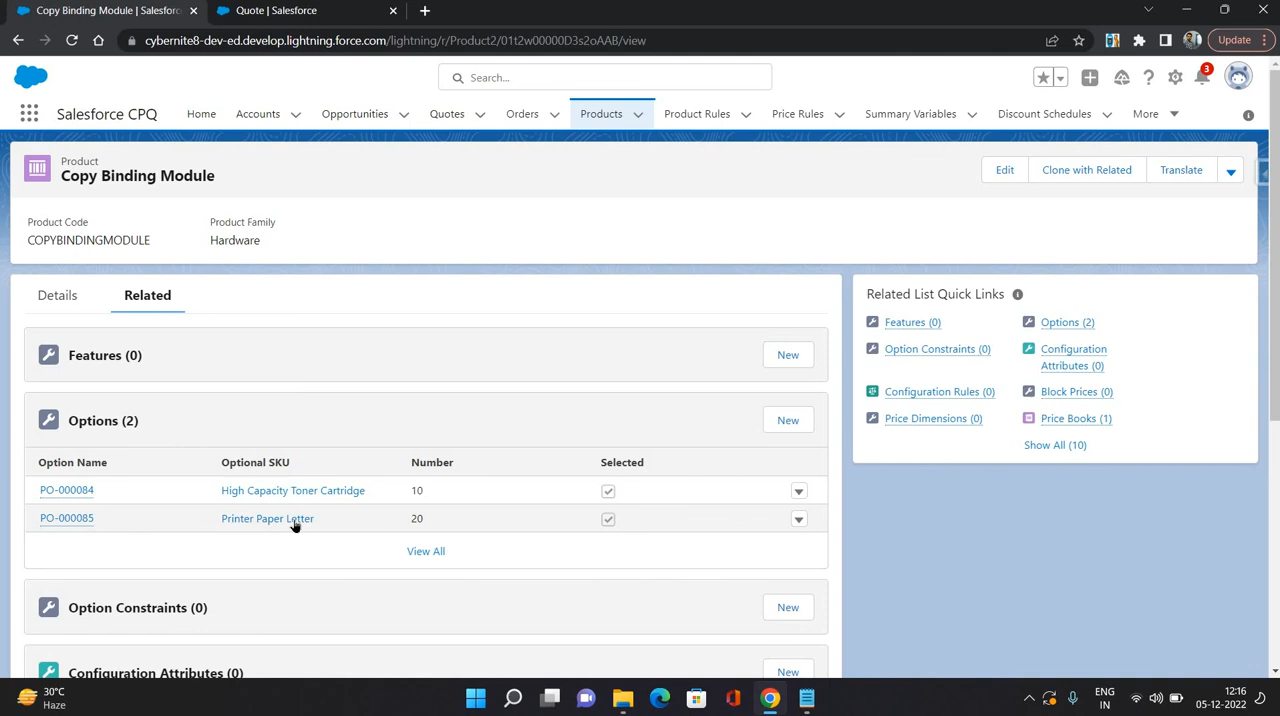 Copy Binding Module | Salesforce
Quote | Salesforce
cybernite8-dev-ed.develop.lightning.force.com/lightning/r/Product2/01t2w00000D3s2oAAB/view
Update
Search...
3
Salesforce CPQ
Home
Accounts
Opportunities
Quotes
Orders
Products
Product Rules
Price Rules
Summary Variables
Discount Schedules
More
Product
Copy Binding Module
Edit
Clone with Related
Translate
Product Code
Product Family
COPYBINDINGMODULE
Hardware
Details
Related
Related List Quick Links
Features (0)
Options (2)
Option Constraints (0)
Configuration
Attributes (0)
Configuration Rules (0)
Block Prices (0)
Price Dimensions (0)
Price Books (1)
Show All (10)
Features (0)
New
Options (2)
New
Option Name
Optional SKU
Number
Selected
PO-000084
High Capacity Toner Cartridge
10
PO-000085
Printer Paper Letter
20
View All
Option Constraints (0)
New
Configuration Attributes (0)
New
30°C
Haze
ENG
IN
12:16
05-12-2022